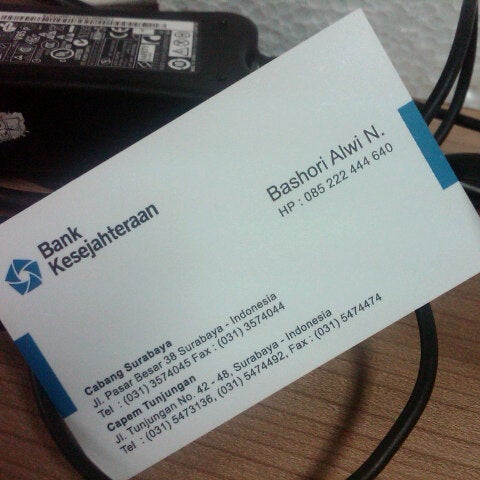 Bank
Kesejahteraan
Bashori Alwi N.
HP : 085 222 444 640
Cabang Surabaya
Jl. Pasar Besar 38 Surabaya - Indonesia
Tel : (031) 3574045 Fax : (031) 3574044
Capem Tunjungan
Jl. Tunjungan No. 42 - 48, Surabaya - Indonesia
Tel : (031) 5473136, (031) 5474492, Fax : (031) 5474474